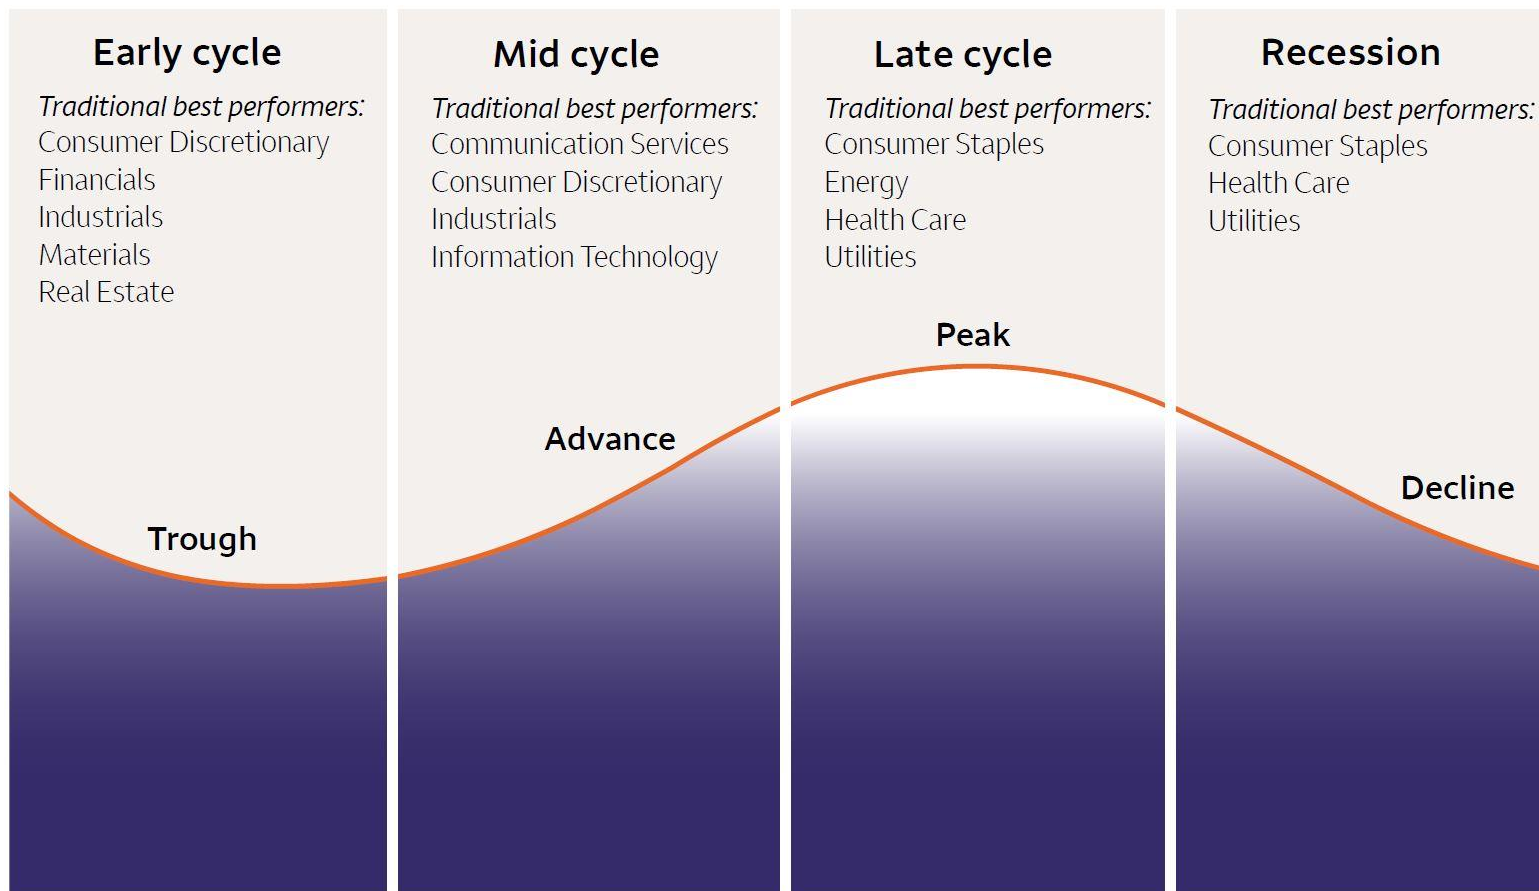 Early cycle
Traditional best performers:
Consumer Discretionary
Financials
Industrials
Materials
Real Estate
Trough
Mid cycle
Traditional best performers:
Communication Services
Consumer Discretionary
Industrials
Information Technology
Advance
Late cycle
Traditional best performers:
Consumer Staples
Energy
Health Care
Utilities
Peak
Recession
Traditional best performers:
Consumer Staples
Health Care
Utilities
Decline